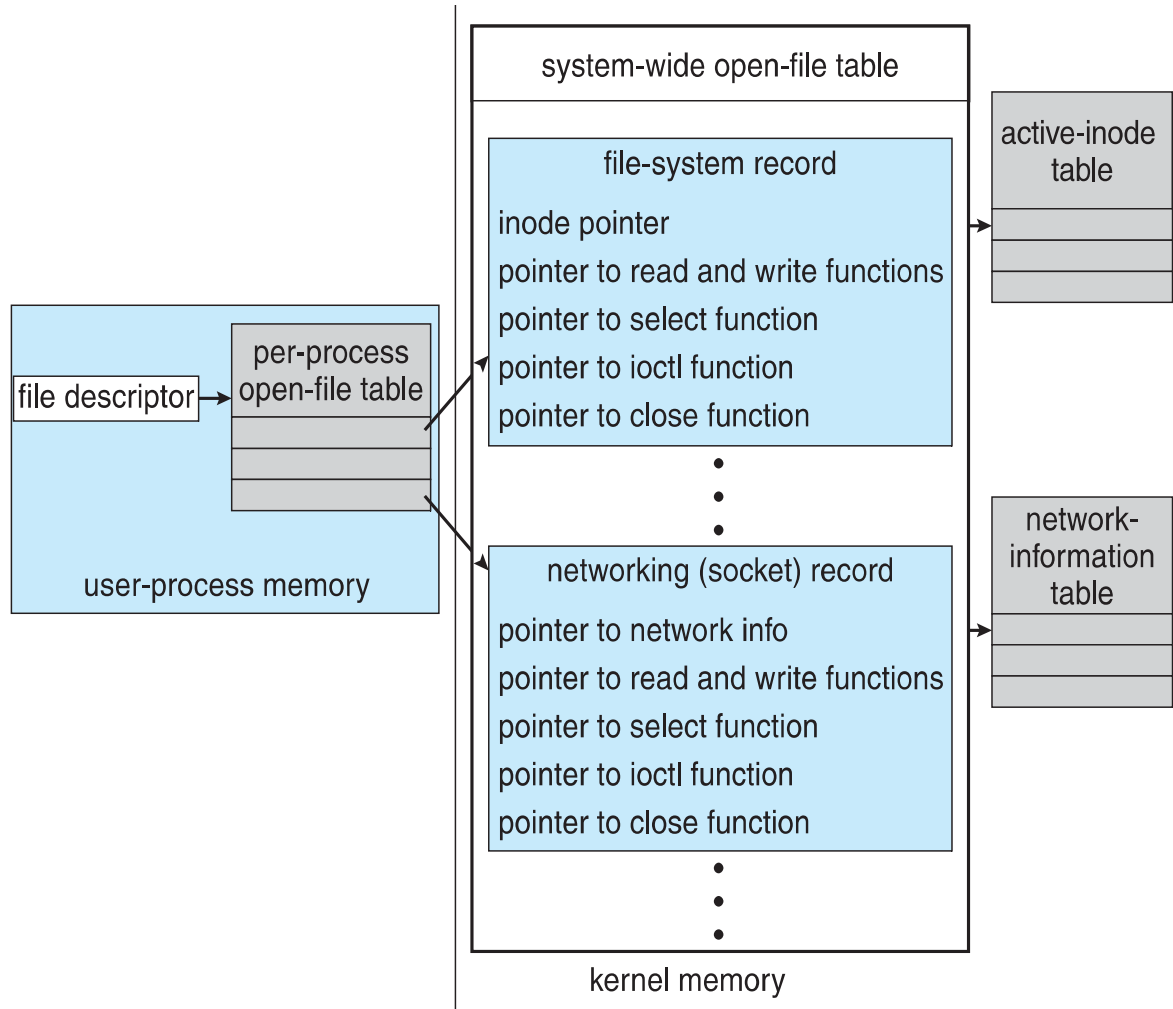 system-wide open-file table
file-system record
inode pointer
pointer to read and write functions
pointer to select function
pointer to ioctl function
pointer to close function
active-inode
table
file descriptor
per-process
open-file table
user-process memory
networking (socket) record
pointer to network info
pointer to read and write functions
pointer to select function
pointer to ioctl function
pointer to close function
network-
information
table
kernel memory